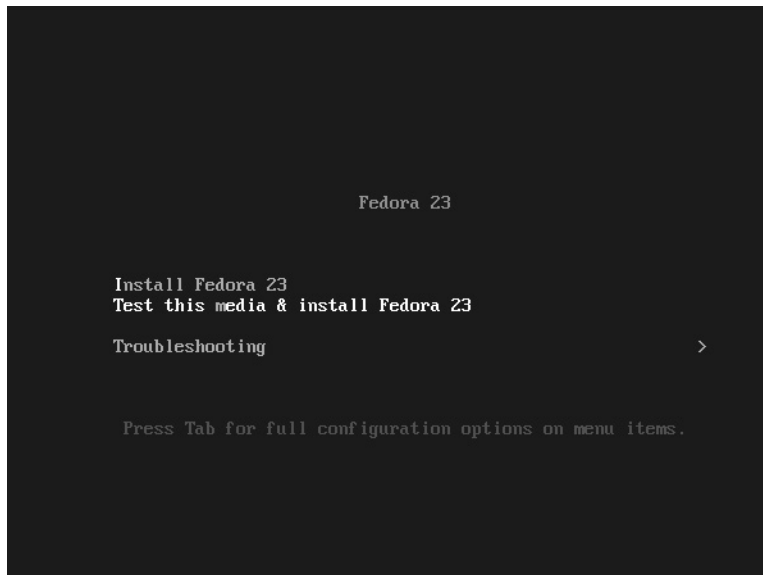 Fedora 23
Install Fedora 23
Test this media & install Fedora 23
Troubleshooting >
Press Tab for full configuration options on menu items.